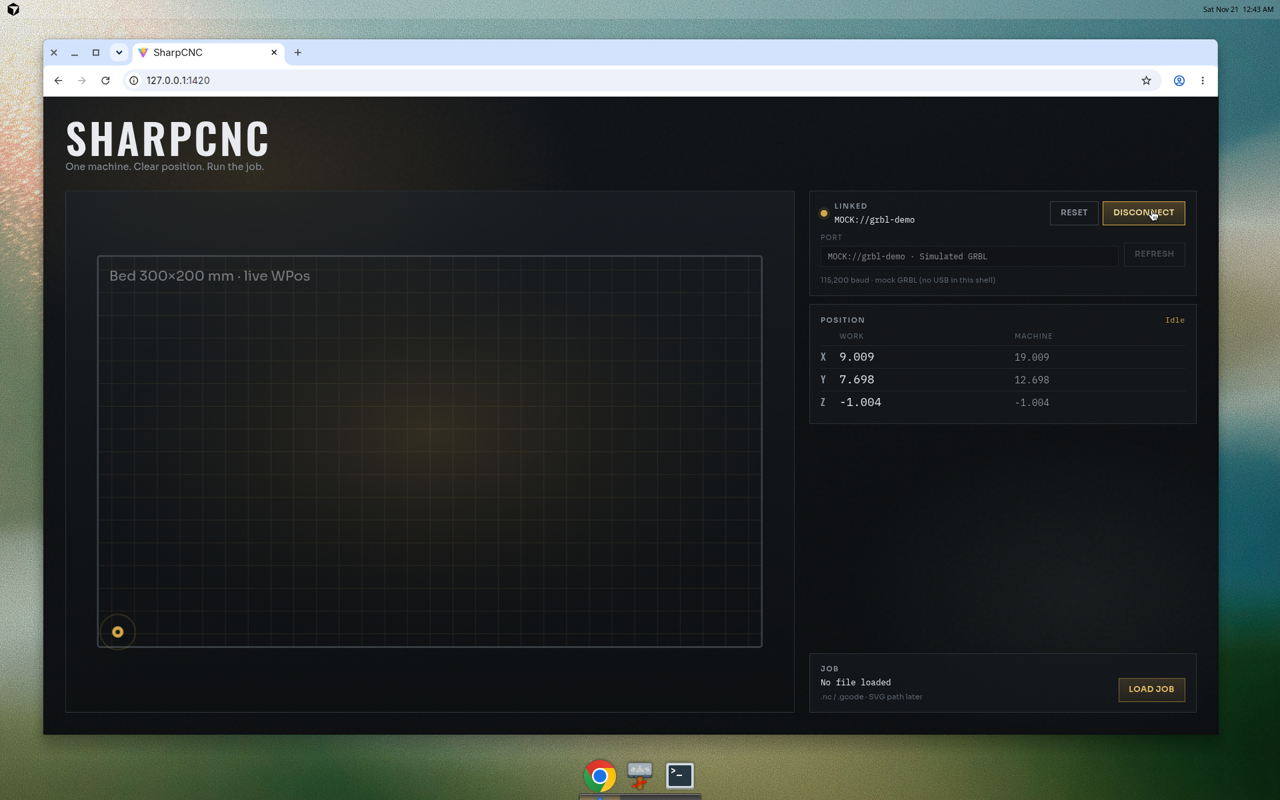 Sat Nov 21 12:43 AM
SharpCNC
127.0.0.1:1420
SHARPCNC
One machine. Clear position. Run the job.
Bed 300×200 mm · live WPos
LINKED
MOCK://grbl-demo
RESET
DISCONNECT
PORT
MOCK://grbl-demo · Simulated GRBL
REFRESH
115,200 baud · mock GRBL (no USB in this shell)
POSITION
Idle
WORK MACHINE
X 9.009 19.009
Y 7.698 12.698
Z -1.004 -1.004
JOB
No file loaded
.nc / .gcode · SVG path later
LOAD JOB
>_